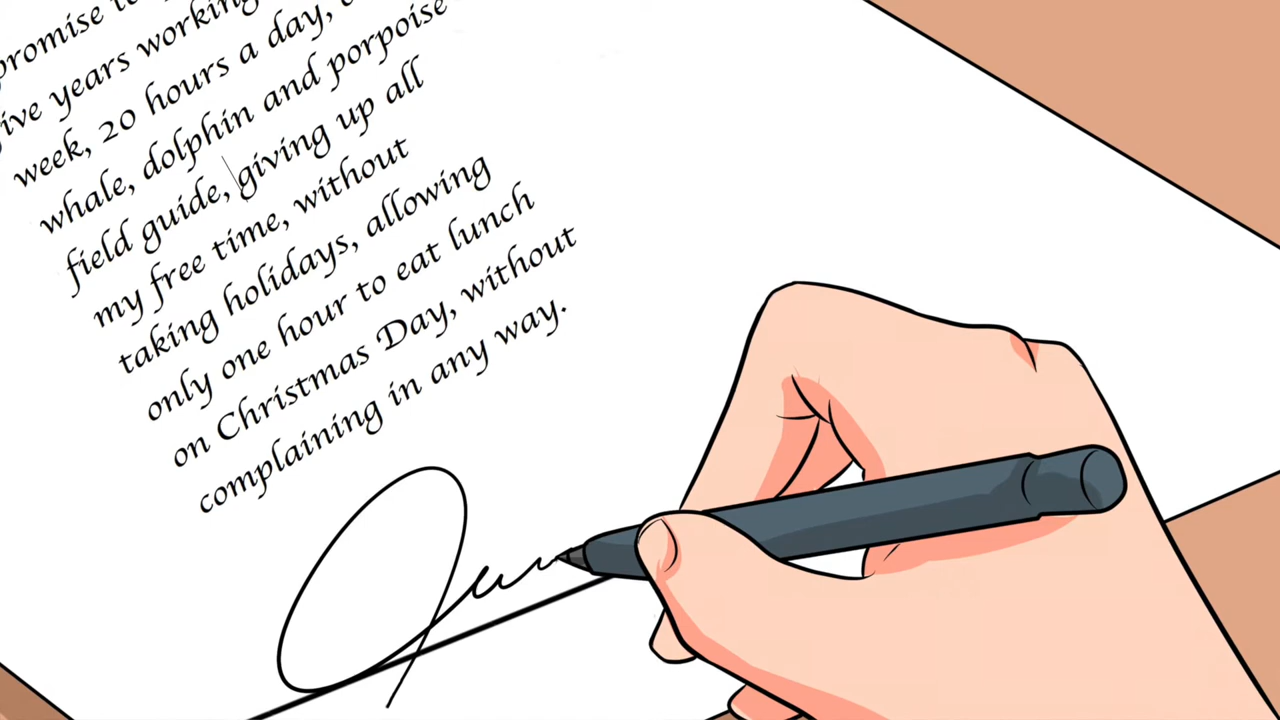 promise to
five years working
week, 20 hours a day,
whale, dolphin and porpoise
field guide, giving up all
my free time, without
taking holidays, allowing
only one hour to eat lunch
on Christmas Day, without
complaining in any way.